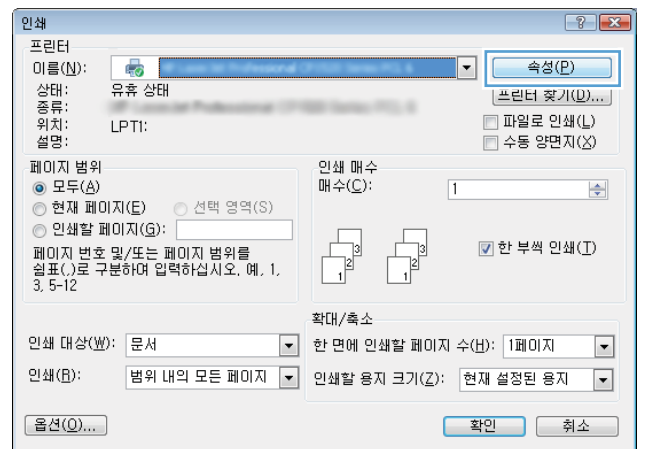 인쇄
프린터
이름(N):
속성(P)
상태: 유휴 상태
프린터 찾기(D)...
종류:
위치: LPT1:
파일로 인쇄(L)
설명:
수동 양면지(X)
페이지 범위
모두(A)
현재 페이지(E) 선택 영역(S)
인쇄할 페이지(G):
페이지 번호 및/또는 페이지 범위를
쉼표(,)로 구분하여 입력하십시오. 예, 1,
3, 5-12
인쇄 매수
매수(C): 1
3 3
2 2
1 1
한 부씩 인쇄(T)
인쇄 대상(W): 문서
인쇄(R): 범위 내의 모든 페이지
확대/축소
한 면에 인쇄할 페이지 수(H): 1페이지
인쇄할 용지 크기(Z): 현재 설정된 용지
옵션(O)...
확인 취소